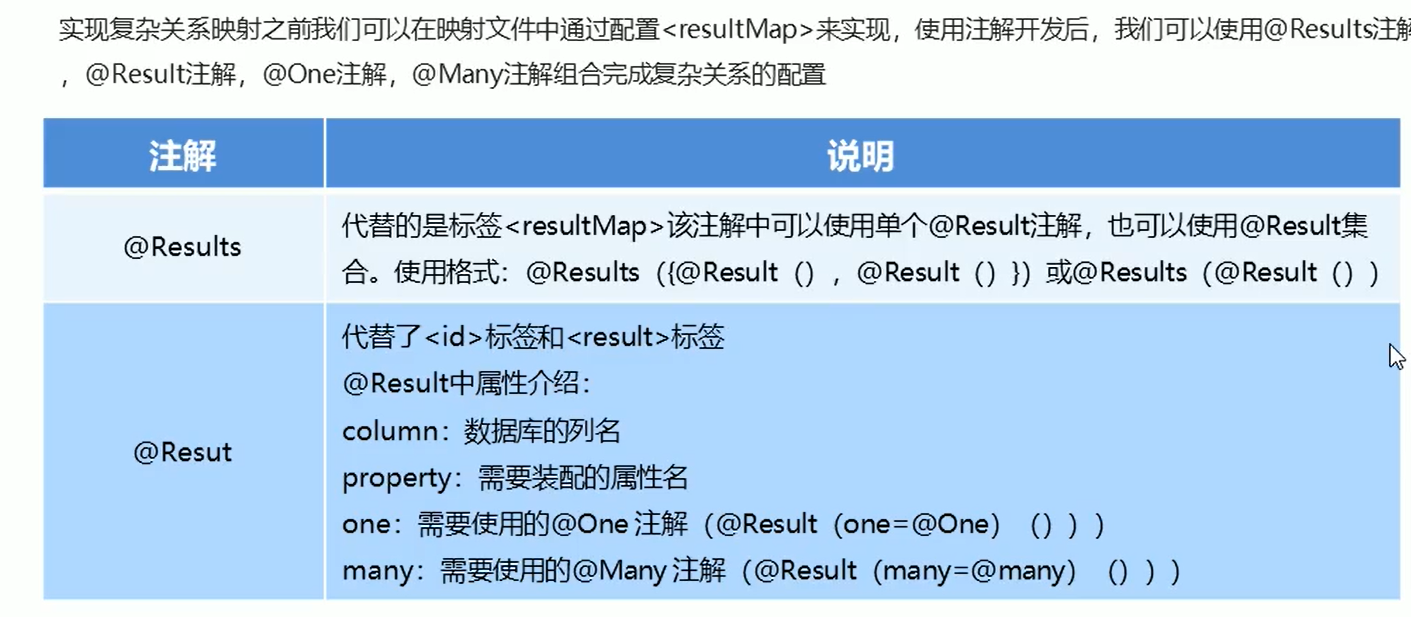 实现复杂关系映射之前我们可以在映射文件中通过配置<resultMap>来实现，使用注解开发后，我们可以使用@Results注解
，@Result注解，@One注解，@Many注解组合完成复杂关系的配置
注解
说明
@Results
代替的是标签<resultMap>该注解中可以使用单个@Result注解，也可以使用@Result集
合。使用格式：@Results（{@Result（），@Result（）}）或@Results（@Result（））
@Resut
代替了<id>标签和<result>标签
@Result中属性介绍：
column：数据库的列名
property：需要装配的属性名
one：需要使用的@One 注解（@Result（one=@One）（）））
many：需要使用的@Many 注解（@Result（many=@many）（）））